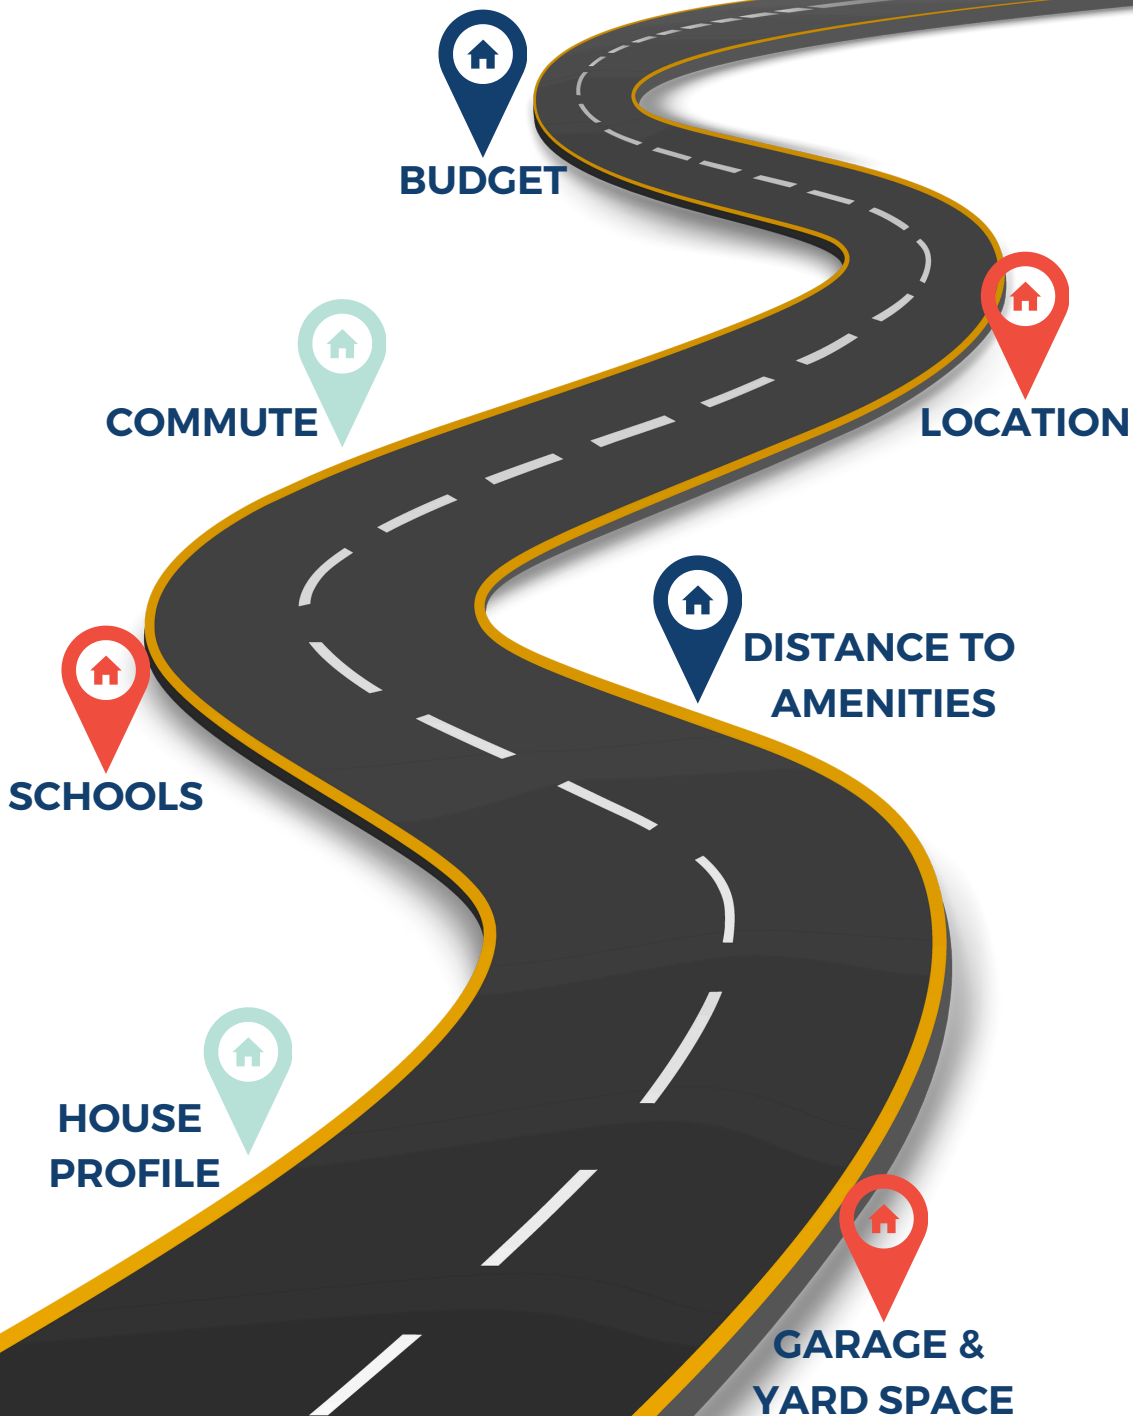 BUDGET
COMMUTE
LOCATION
DISTANCE TO
AMENITIES
SCHOOLS
HOUSE
PROFILE
GARAGE &
YARD SPACE